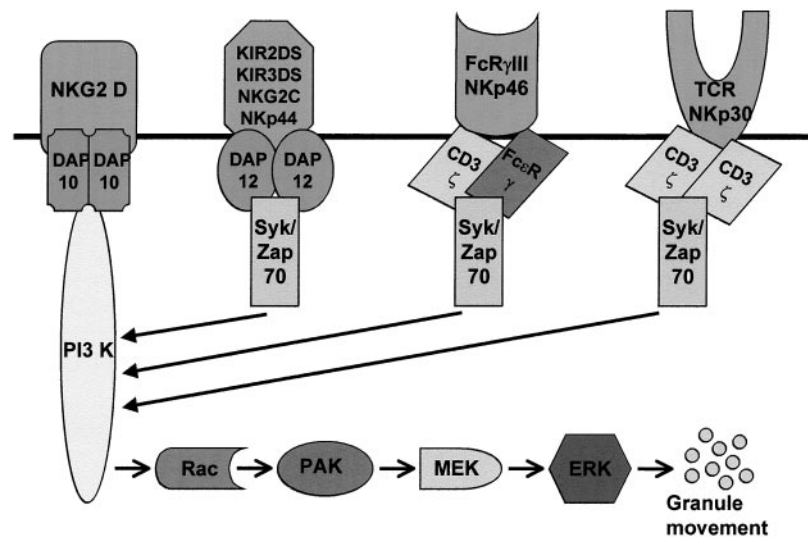 NKG2 D
DAP
10
DAP
10
KIR2DS
KIR3DS
NKG2C
NKp44
DAP
12
DAP
12
Syk/
Zap
70
FcRγIII
NKp46
CD3
ζ
FcεR
γ
Syk/
Zap
70
TCR
NKp30
CD3
ζ
CD3
ζ
Syk/
Zap
70
PI3 K
Rac
PAK
MEK
ERK
Granule
movement